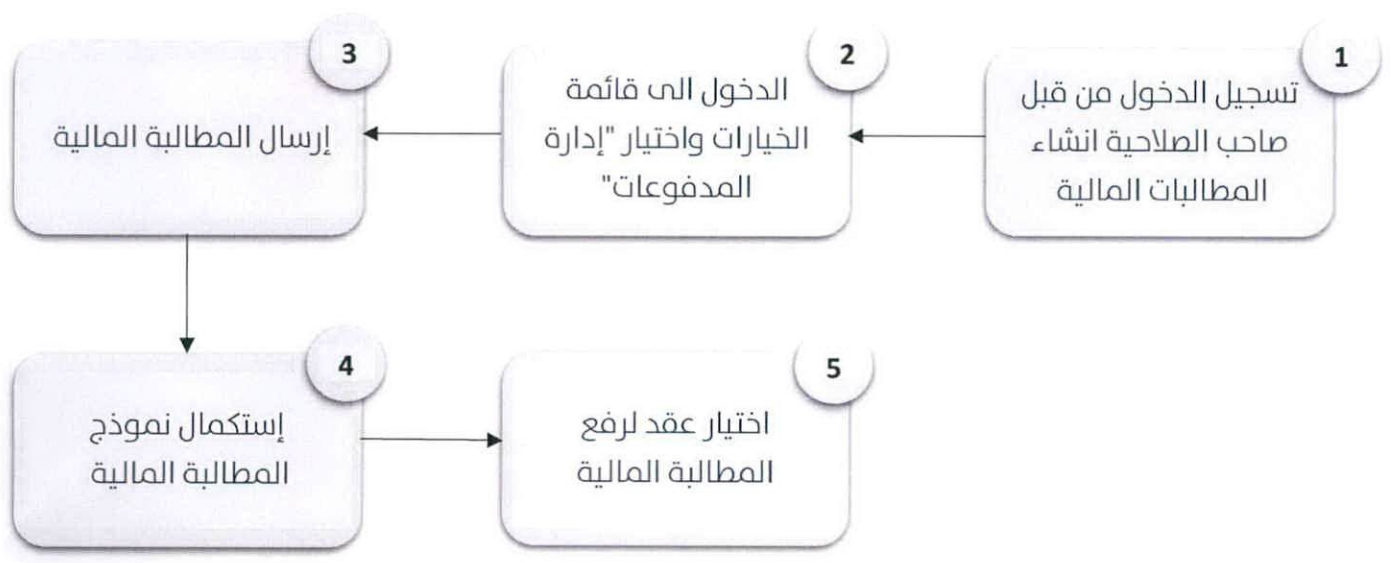 1
تسجيل الدخول من قبل
صاحب الصلاحية انشاء
المطالبات المالية
2
الدخول الى قائمة
الخيارات واختيار "إدارة
المدفوعات"
3
إرسال المطالبة المالية
4
إستكمال نموذج
المطالبة المالية
5
اختيار عقد لرفع
المطالبة المالية